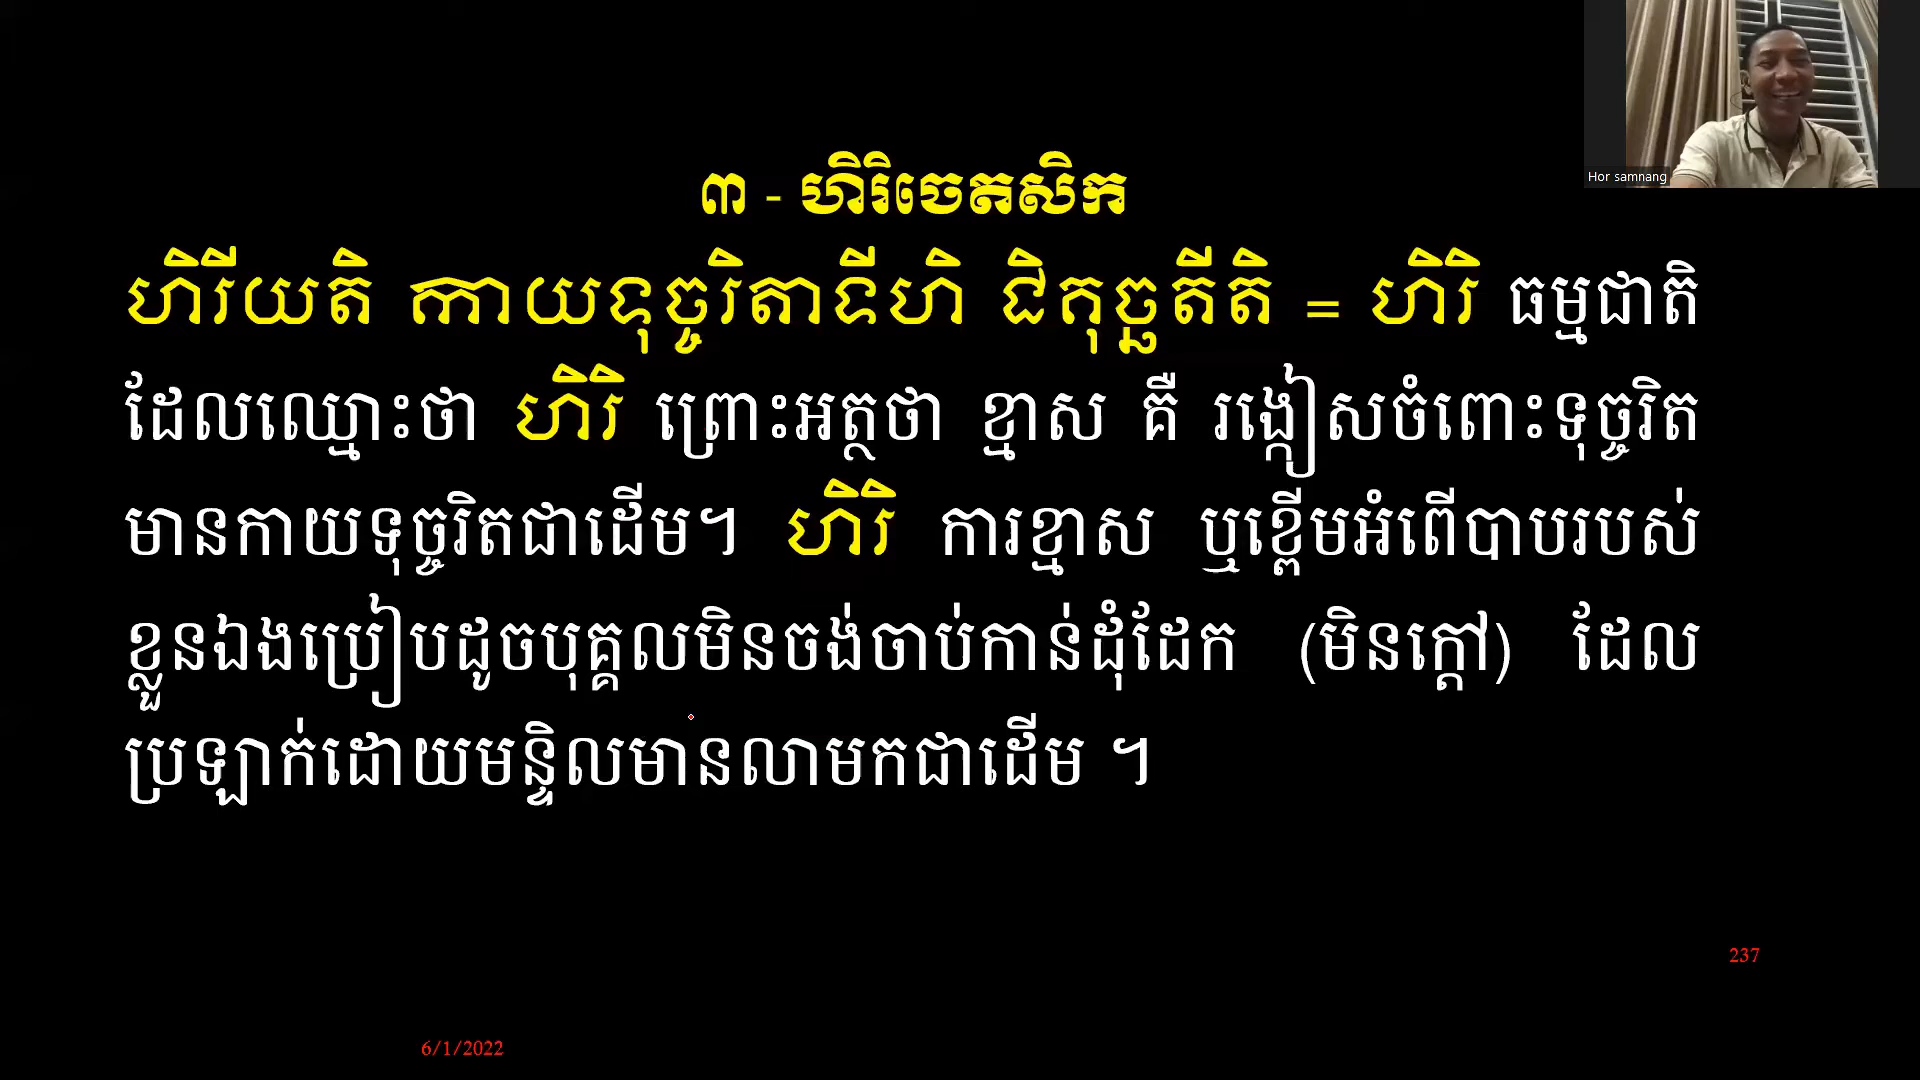 Hor samnang
៣ - ហិរិចេតសិក
ហិរីយតិ កាយទុច្ចរិតាទីហិ ជិគុច្ឆតីតិ = ហិរិ ធម្មជាតិ
ដែលឈ្មោះថា ហិរិ ព្រោះអត្ថថា ខ្មាស គឺ រង្កៀសចំពោះទុច្ចរិត
មានកាយទុច្ចរិតជាដើម។ ហិរិ ការខ្មាស ឬខ្ពើមអំពើបាបរបស់
ខ្លួនឯងប្រៀបដូចបុគ្គលមិនចង់ចាប់កាន់ដុំដែក (មិនក្ដៅ) ដែល
ប្រឡាក់ដោយមន្ទិលមានលាមកជាដើម ។
237
6/1/2022